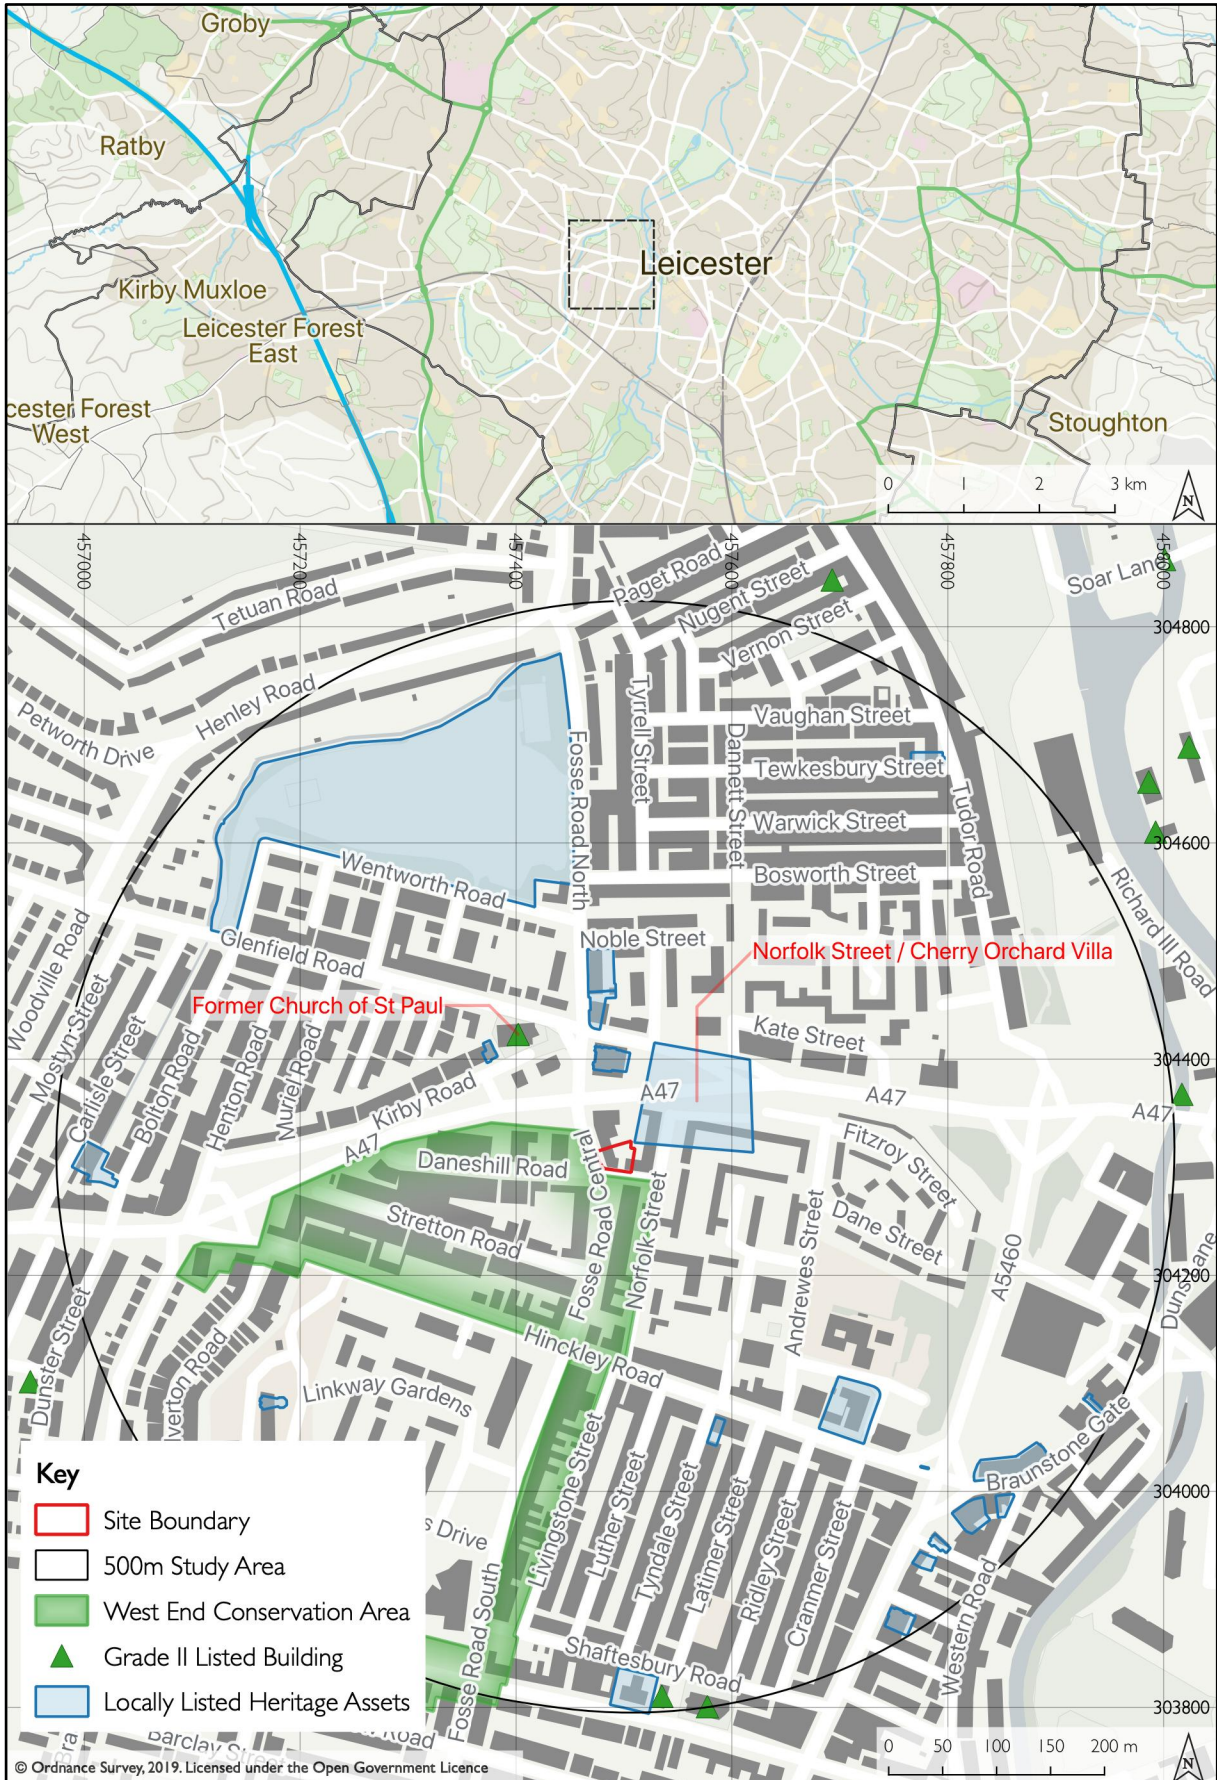 Groby
Ratby
Kirby Muxloe
Leicester Forest
East
Leicester
cester Forest
West
Stoughton
0 1 2 3 km
N
457000
457200
457400
457600
457800
458000
Soar Lane
Paget Road
Nugent Street
Tetuan Road
Vernon Street
304800
Henley Road
Petworth Drive
Tyrrell Street
Vaughan Street
Fosse Road North
Dannett Street
Tewkesbury Street
Tudor Road
Warwick Street
304600
Wentworth Road
Bosworth Street
Richard III Road
Woodville Road
Glenfield Road
Noble Street
Norfolk Street / Cherry Orchard Villa
Mostyn Street
Former Church of St Paul
Carlisle Street
Bolton Road
Henton Road
Muriel Road
Kate Street
304400
Kirby Road
A47
A47
A47
A47
Fitzroy Street
Daneshill Road
Fosse Road Central
Norfolk Street
Stretton Road
Andrewes Street
Dane Street
A5460
304200
Duns Lane
Dunster Street
Hinckley Road
lverton Road
Linkway Gardens
Livingstone Street
Luther Street
Tyndale Street
Latimer Street
Ridley Street
Cranmer Street
Braunstone Gate
304000
s Drive
Western Road
Fosse Road South
Shaftesbury Road
303800
Key
Site Boundary
500m Study Area
West End Conservation Area
Grade II Listed Building
Locally Listed Heritage Assets
Bra
Barclay Street
Road
0 50 100 150 200 m
N
© Ordnance Survey, 2019. Licensed under the Open Government Licence